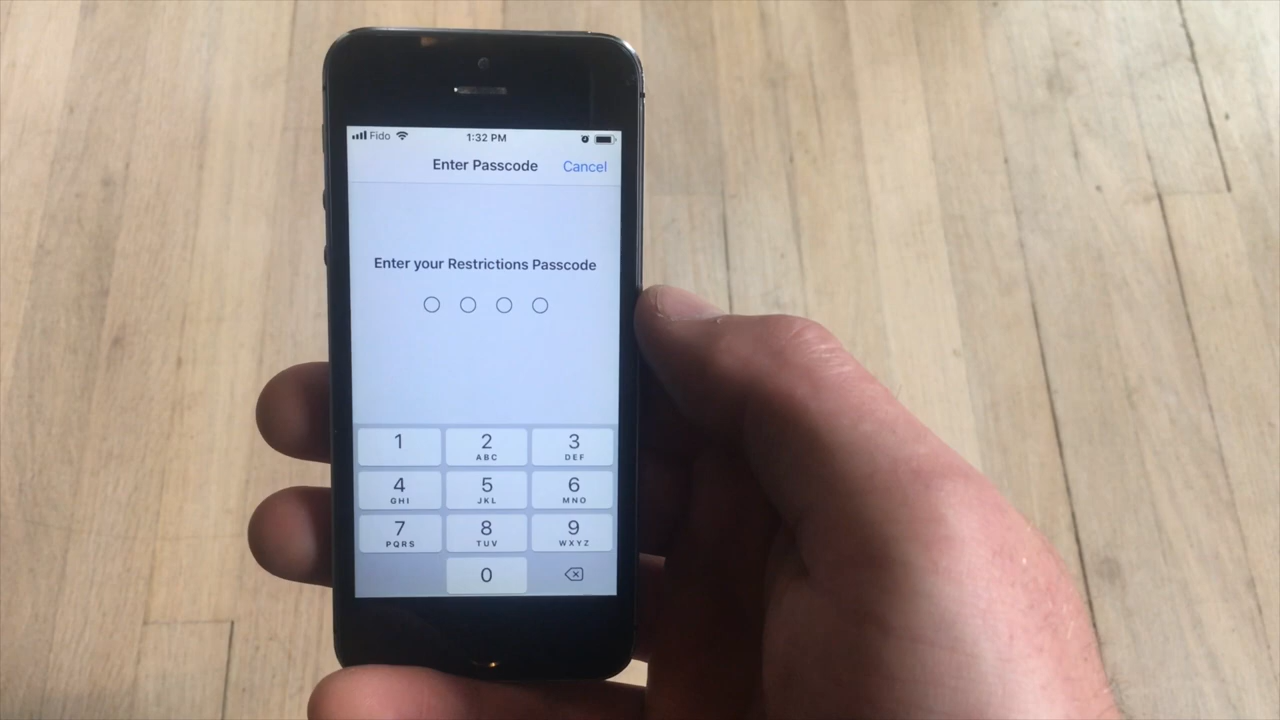 Fido 1:32 PM
Enter Passcode Cancel
Enter your Restrictions Passcode
1 2 3
ABC DEF
4 5 6
GHI JKL MNO
7 8 9
PQRS TUV WXYZ
0